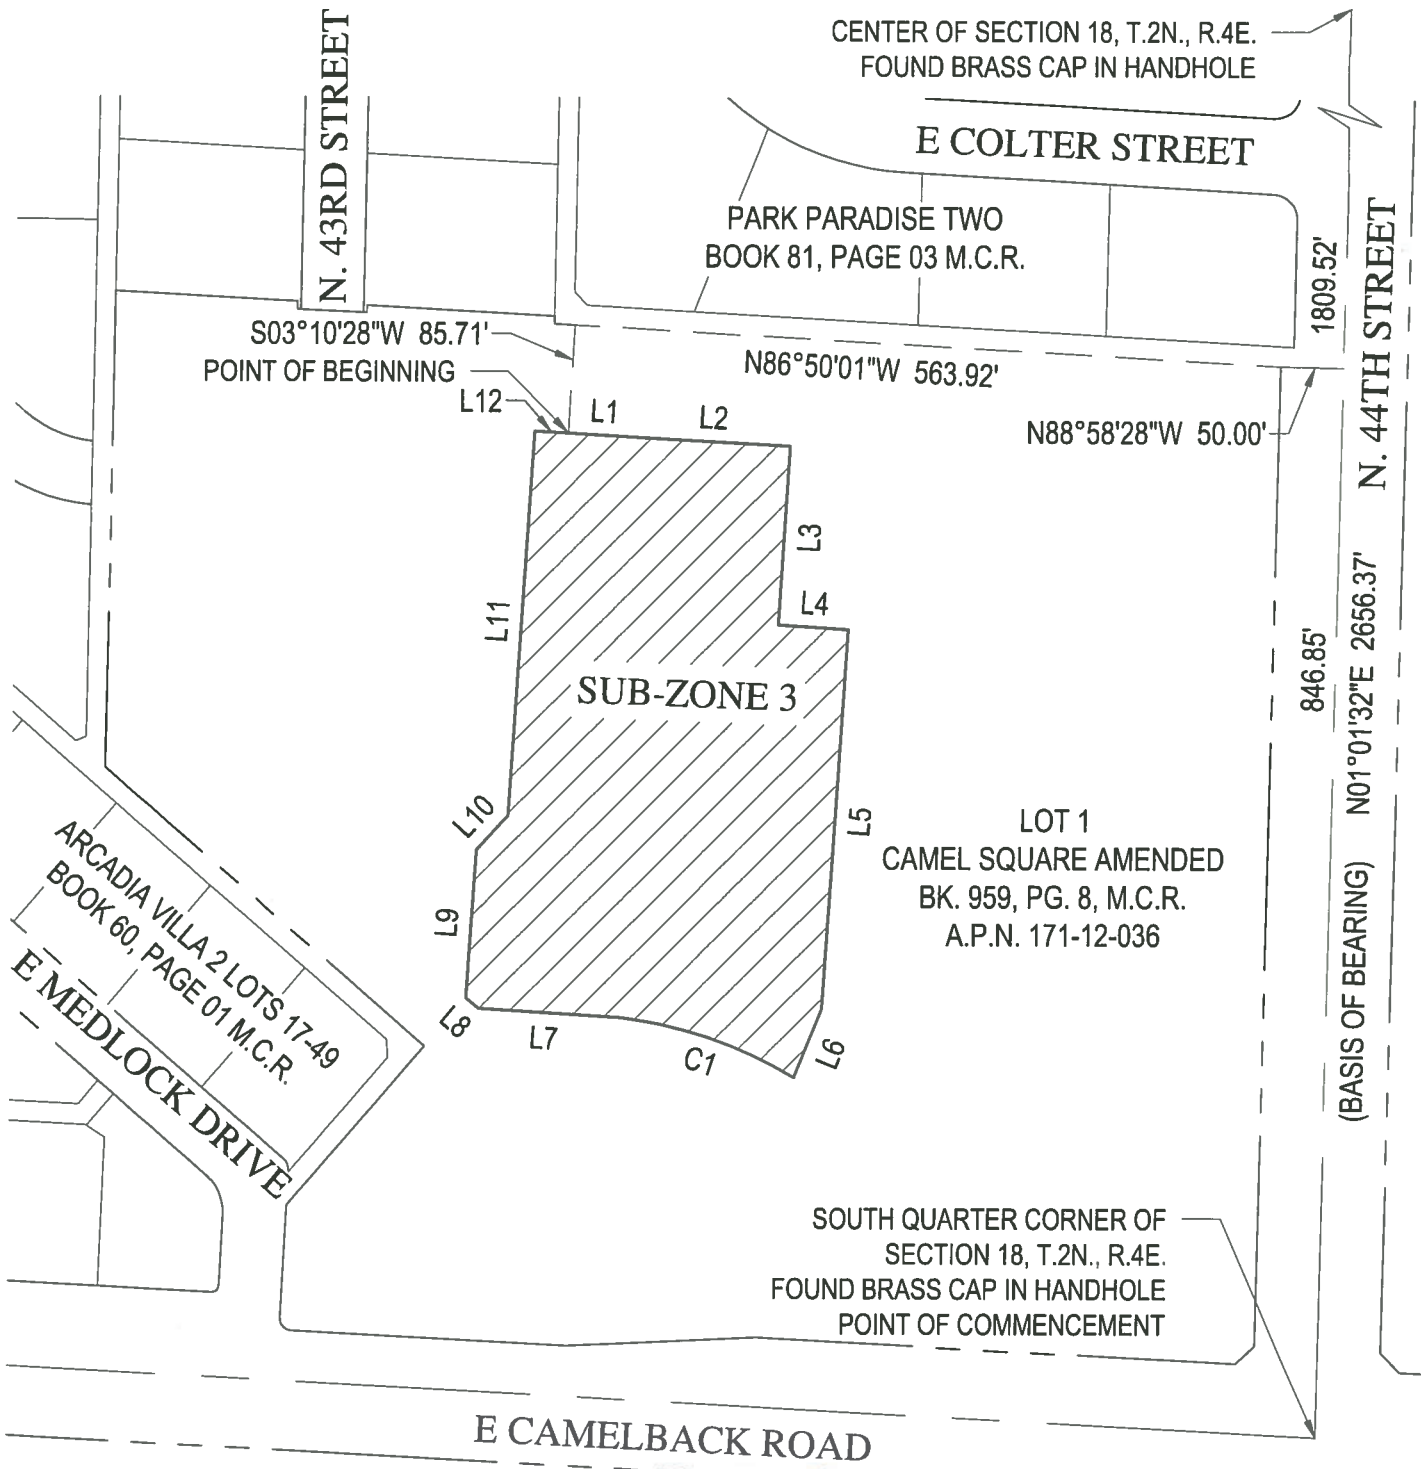 CENTER OF SECTION 18, T.2N., R.4E.
FOUND BRASS CAP IN HANDHOLE
N. 43RD STREET
E COLTER STREET
PARK PARADISE TWO
BOOK 81, PAGE 03 M.C.R.
1809.52'
N. 44TH STREET
S03°10'28"W 85.71'
POINT OF BEGINNING
N86°50'01"W 563.92'
L12
L1
L2
N88°58'28"W 50.00'
L3
L4
L11
SUB-ZONE 3
846.85'
N01°01'32"E 2656.37'
(BASIS OF BEARING)
L10
L5
LOT 1
CAMEL SQUARE AMENDED
BK. 959, PG. 8, M.C.R.
A.P.N. 171-12-036
ARCADIA VILLA 2 LOTS 17-49
BOOK 60, PAGE 01 M.C.R.
L9
E MEDLOCK DRIVE
L8
L7
C1
L6
SOUTH QUARTER CORNER OF
SECTION 18, T.2N., R.4E.
FOUND BRASS CAP IN HANDHOLE
POINT OF COMMENCEMENT
E CAMELBACK ROAD